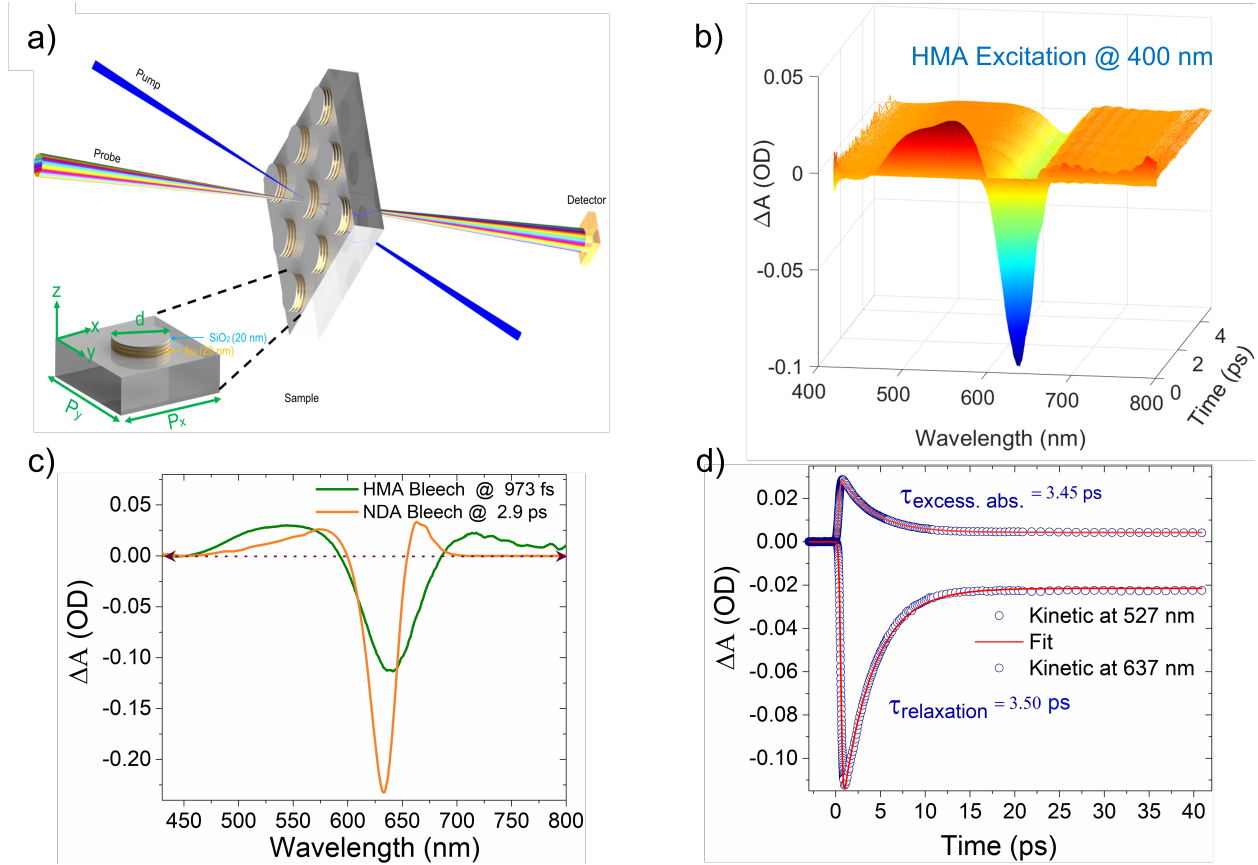 a)
Pump
Probe
Detector
z
x
y
d
SiO₂ (20 nm)
Au (20 nm)
Py
Px
Sample
b)
HMA Excitation @ 400 nm
0.05
0
-0.05
-0.1
ΔA (OD)
400
500
600
700
800
Wavelength (nm)
0
2
4
Time (ps)
c)
HMA Bleech @ 973 fs
NDA Bleech @ 2.9 ps
0.05
0.00
-0.05
-0.10
-0.15
-0.20
ΔA (OD)
450 500 550 600 650 700 750 800
Wavelength (nm)
d)
τexcess. abs. = 3.45 ps
0.02
0.00
-0.02
-0.04
-0.06
-0.08
-0.10
ΔA (OD)
Kinetic at 527 nm
Fit
Kinetic at 637 nm
τrelaxation = 3.50 ps
0 5 10 15 20 25 30 35 40
Time (ps)